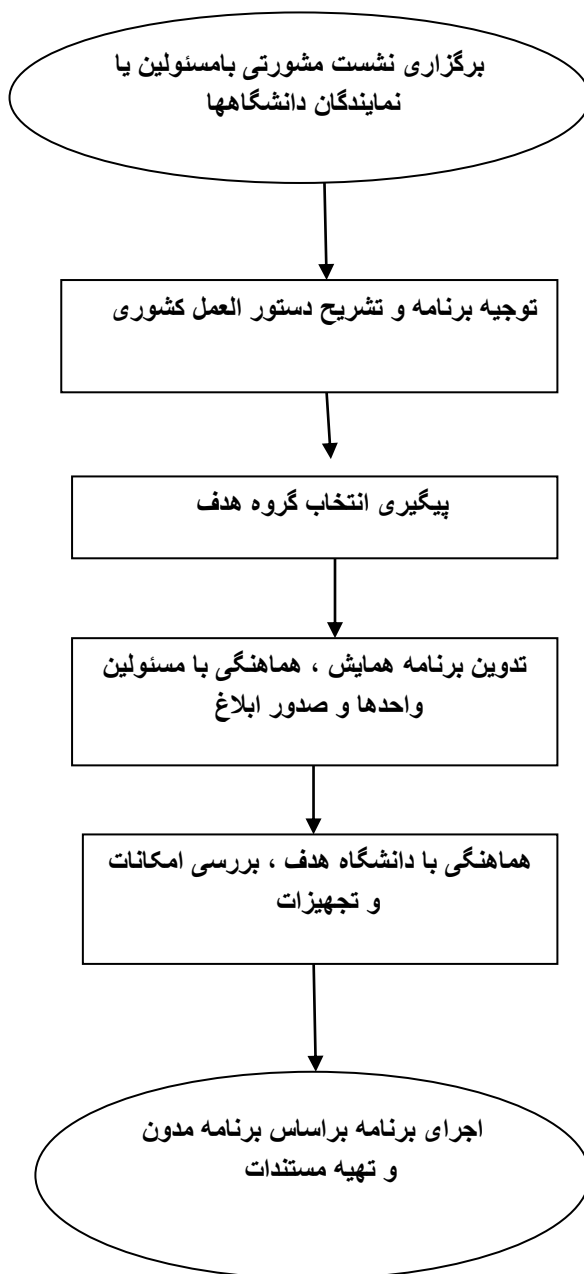 برگزاری نشست مشورتی بامسئولین یا
نمایندگان دانشگاهها
توجیه برنامه و تشریح دستور العمل کشوری
پیگیری انتخاب گروه هدف
تدوین برنامه همایش ، هماهنگی با مسئولین
واحدها و صدور ابلاغ
هماهنگی با دانشگاه هدف ، بررسی امکانات
و تجهیزات
اجرای برنامه براساس برنامه مدون
و تهیه مستندات